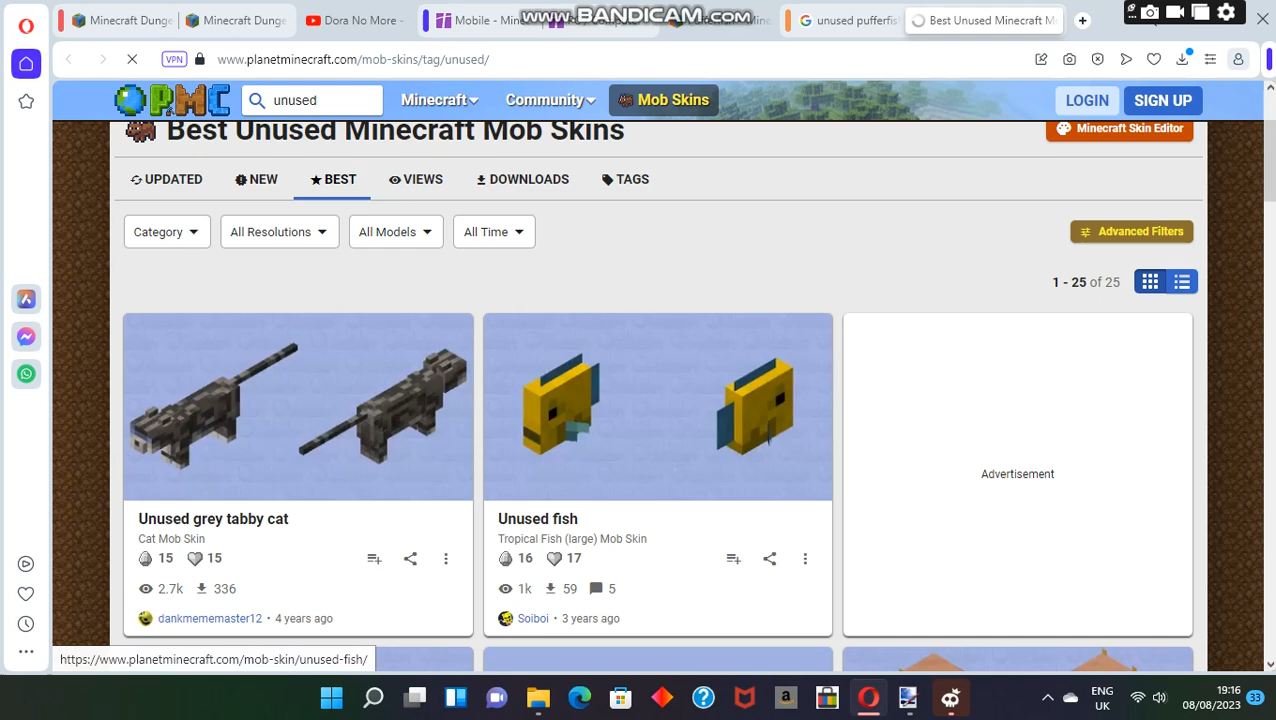 Minecraft Dunge
Minecraft Dunge
Dora No More -
Mobile - Min
www.BANDICAM.com
unused pufferfis
Best Unused Minecraft Mo
VPN
www.planetminecraft.com/mob-skins/tag/unused/
PMC
unused
Minecraft
Community
Mob Skins
LOGIN
SIGN UP
Best Unused Minecraft Mob Skins
Minecraft Skin Editor
UPDATED
NEW
BEST
VIEWS
DOWNLOADS
TAGS
Category
All Resolutions
All Models
All Time
Advanced Filters
1 - 25 of 25
Advertisement
Unused grey tabby cat
Cat Mob Skin
15 15
2.7k 336
dankmememaster12 • 4 years ago
Unused fish
Tropical Fish (large) Mob Skin
16 17
1k 59 5
Soiboi • 3 years ago
https://www.planetminecraft.com/mob-skin/unused-fish/
ENG
UK
19:16
08/08/2023
33